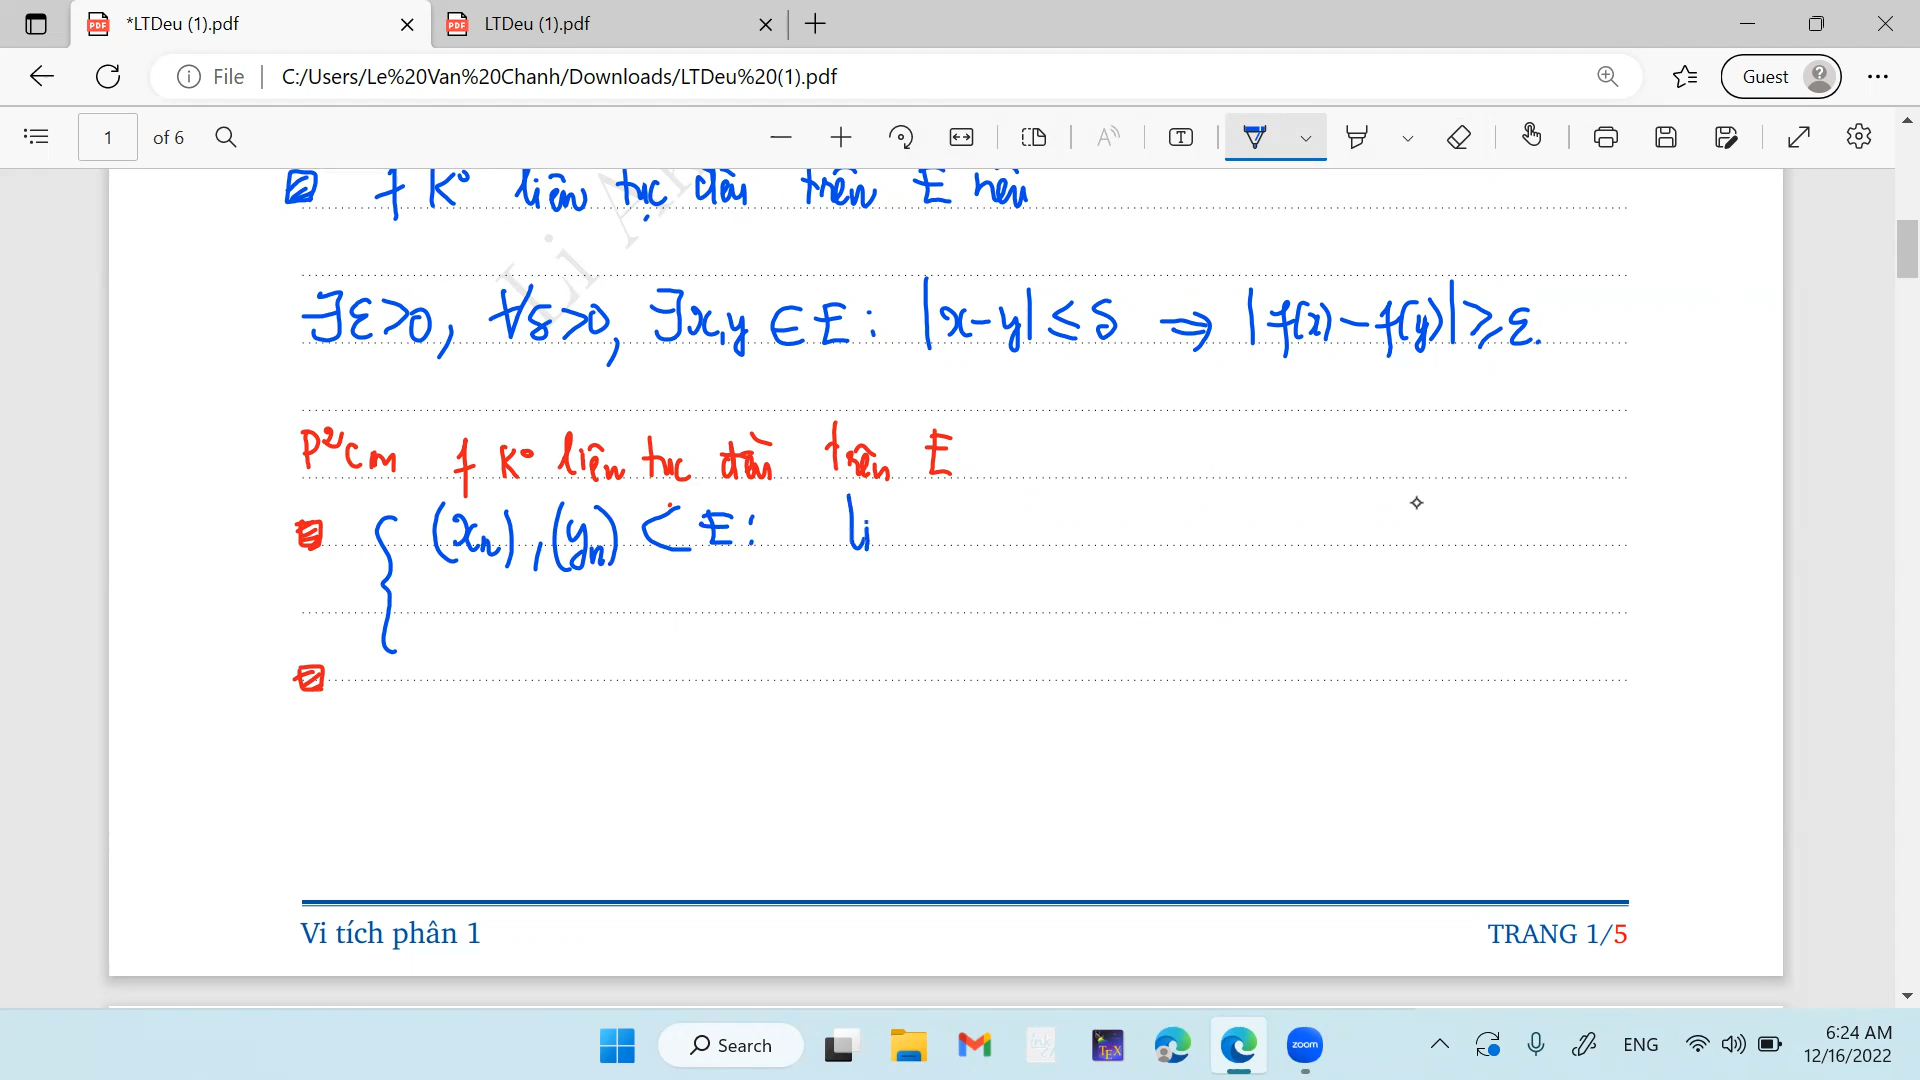 *LTDeu (1).pdf
LTDeu (1).pdf
File
C:/Users/Le%20Van%20Chanh/Downloads/LTDeu%20(1).pdf
Guest
1 of 6
f K° liên tục đều trên E nếu
∃ε>0, ∀δ>0, ∃x,y ∈ E : |x-y| ≤ δ ⇒ |f(x) - f(y)| ≥ ε.
P²cm f K° liên tục đều trên E
{ (xn), (yn) ⊂ E : li
Vi tích phân 1
TRANG 1/5
Search
ENG
6:24 AM
12/16/2022